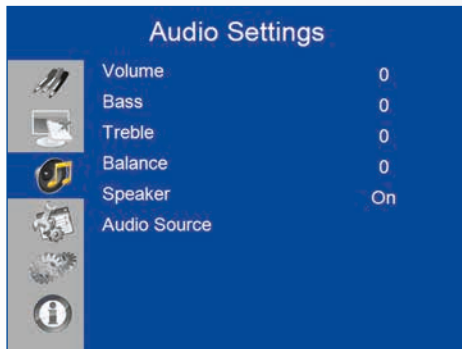 Audio Settings
Volume 0
Bass 0
Treble 0
Balance 0
Speaker On
Audio Source